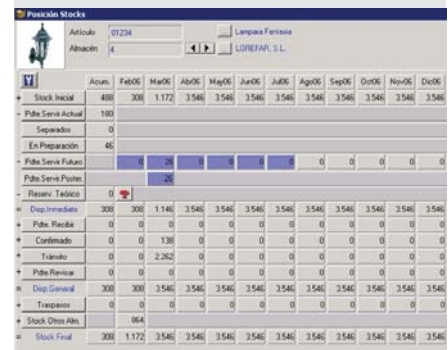 Posición Stocks
Artículo 01234 ... Lampara Fantasia
Almacén 4 ... LOREFAR, S.L.
Acum. Feb06 Mar06 Abr06 May06 Jun06 Jul06 Ago06 Sep06 Oct06 Nov06 Dic06
+ Stock Inicial 488 308 1.172 3.546 3.546 3.546 3.546 3.546 3.546 3.546 3.546 3.546
- Pdte.Servir Actual 180
Separados 0
En Preparación 46
- Pdte.Servir Futuro 0 26 0 0 0 0 0 0 0 0 0
Pdte.Servir.Poster. 26
- Reserv. Teórico 0
= Disp.Inmediato 308 308 1.146 3.546 3.546 3.546 3.546 3.546 3.546 3.546 3.546 3.546
+ Pdte. Recibir 0 0 0 0 0 0 0 0 0 0 0 0
+ Confirmado 0 0 138 0 0 0 0 0 0 0 0 0
+ Tránsito 0 0 2.262 0 0 0 0 0 0 0 0 0
+ Pdte.Revisar 0 0 0 0 0 0 0 0 0 0 0 0
= Disp.General 308 308 3.546 3.546 3.546 3.546 3.546 3.546 3.546 3.546 3.546 3.546
+ Traspasos 0 0 0 0 0 0 0 0 0 0 0 0
+ Stock Otros Alm. 864
= Stock Final 308 1.172 3.546 3.546 3.546 3.546 3.546 3.546 3.546 3.546 3.546 3.546